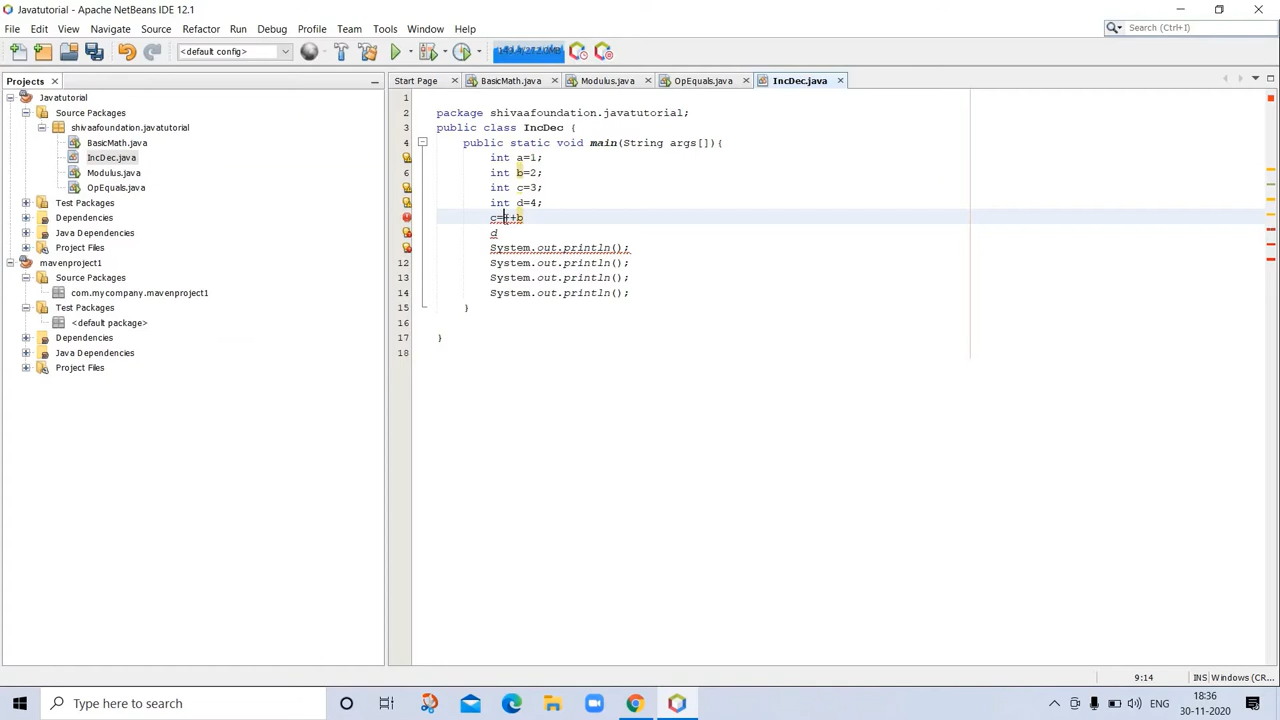 Javatutorial - Apache NetBeans IDE 12.1
File Edit View Navigate Source Refactor Run Debug Profile Team Tools Window Help
Search (Ctrl+I)
<default config>
Projects
Start Page BasicMath.java Modulus.java OpEquals.java IncDec.java
Javatutorial
Source Packages
shivaafoundation.javatutorial
BasicMath.java
IncDec.java
Modulus.java
OpEquals.java
Test Packages
Dependencies
Java Dependencies
Project Files
mavenproject1
Source Packages
com.mycompany.mavenproject1
Test Packages
<default package>
Dependencies
Java Dependencies
Project Files
1
2 package shivaafoundation.javatutorial;
3 public class IncDec {
4 public static void main(String args[]){
int a=1;
6 int b=2;
int c=3;
int d=4;
c=++b
d
System.out.println();
12 System.out.println();
13 System.out.println();
14 System.out.println();
15 }
16
17 }
18
9:14 INS Windows (CR...
Type here to search
ENG
18:36
30-11-2020